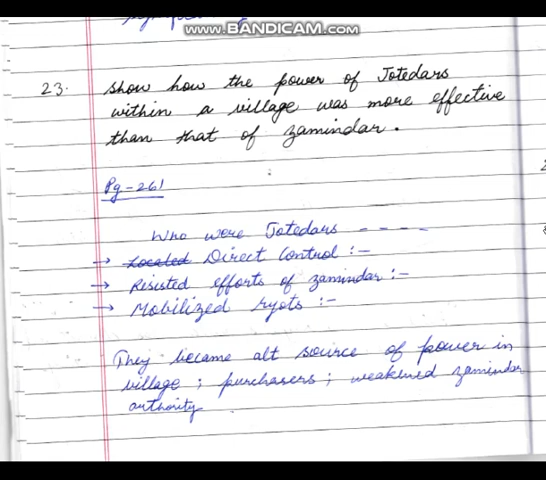 www.BANDICAM.com
23. show how the power of Jotedars
within a village was more effective
than that of zamindar.
Pg-261
Who were Jotedars - - - -
→ Located Direct Control :-
→ Resisted efforts of zamindar:-
→ Mobilized ryots :-
They became alt source of power in
village ; purchasers ; weakened zamindar
authority